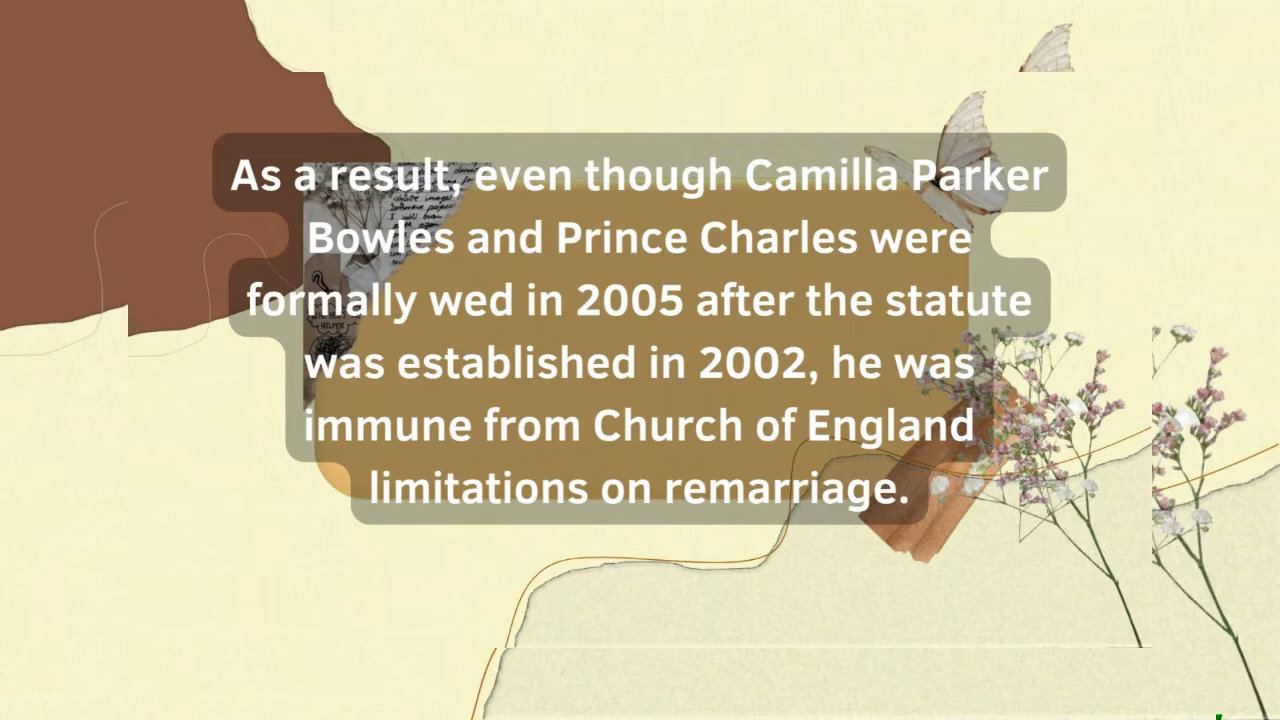 As a result, even though Camilla Parker
Bowles and Prince Charles were
formally wed in 2005 after the statute
was established in 2002, he was
immune from Church of England
limitations on remarriage.
HELPER